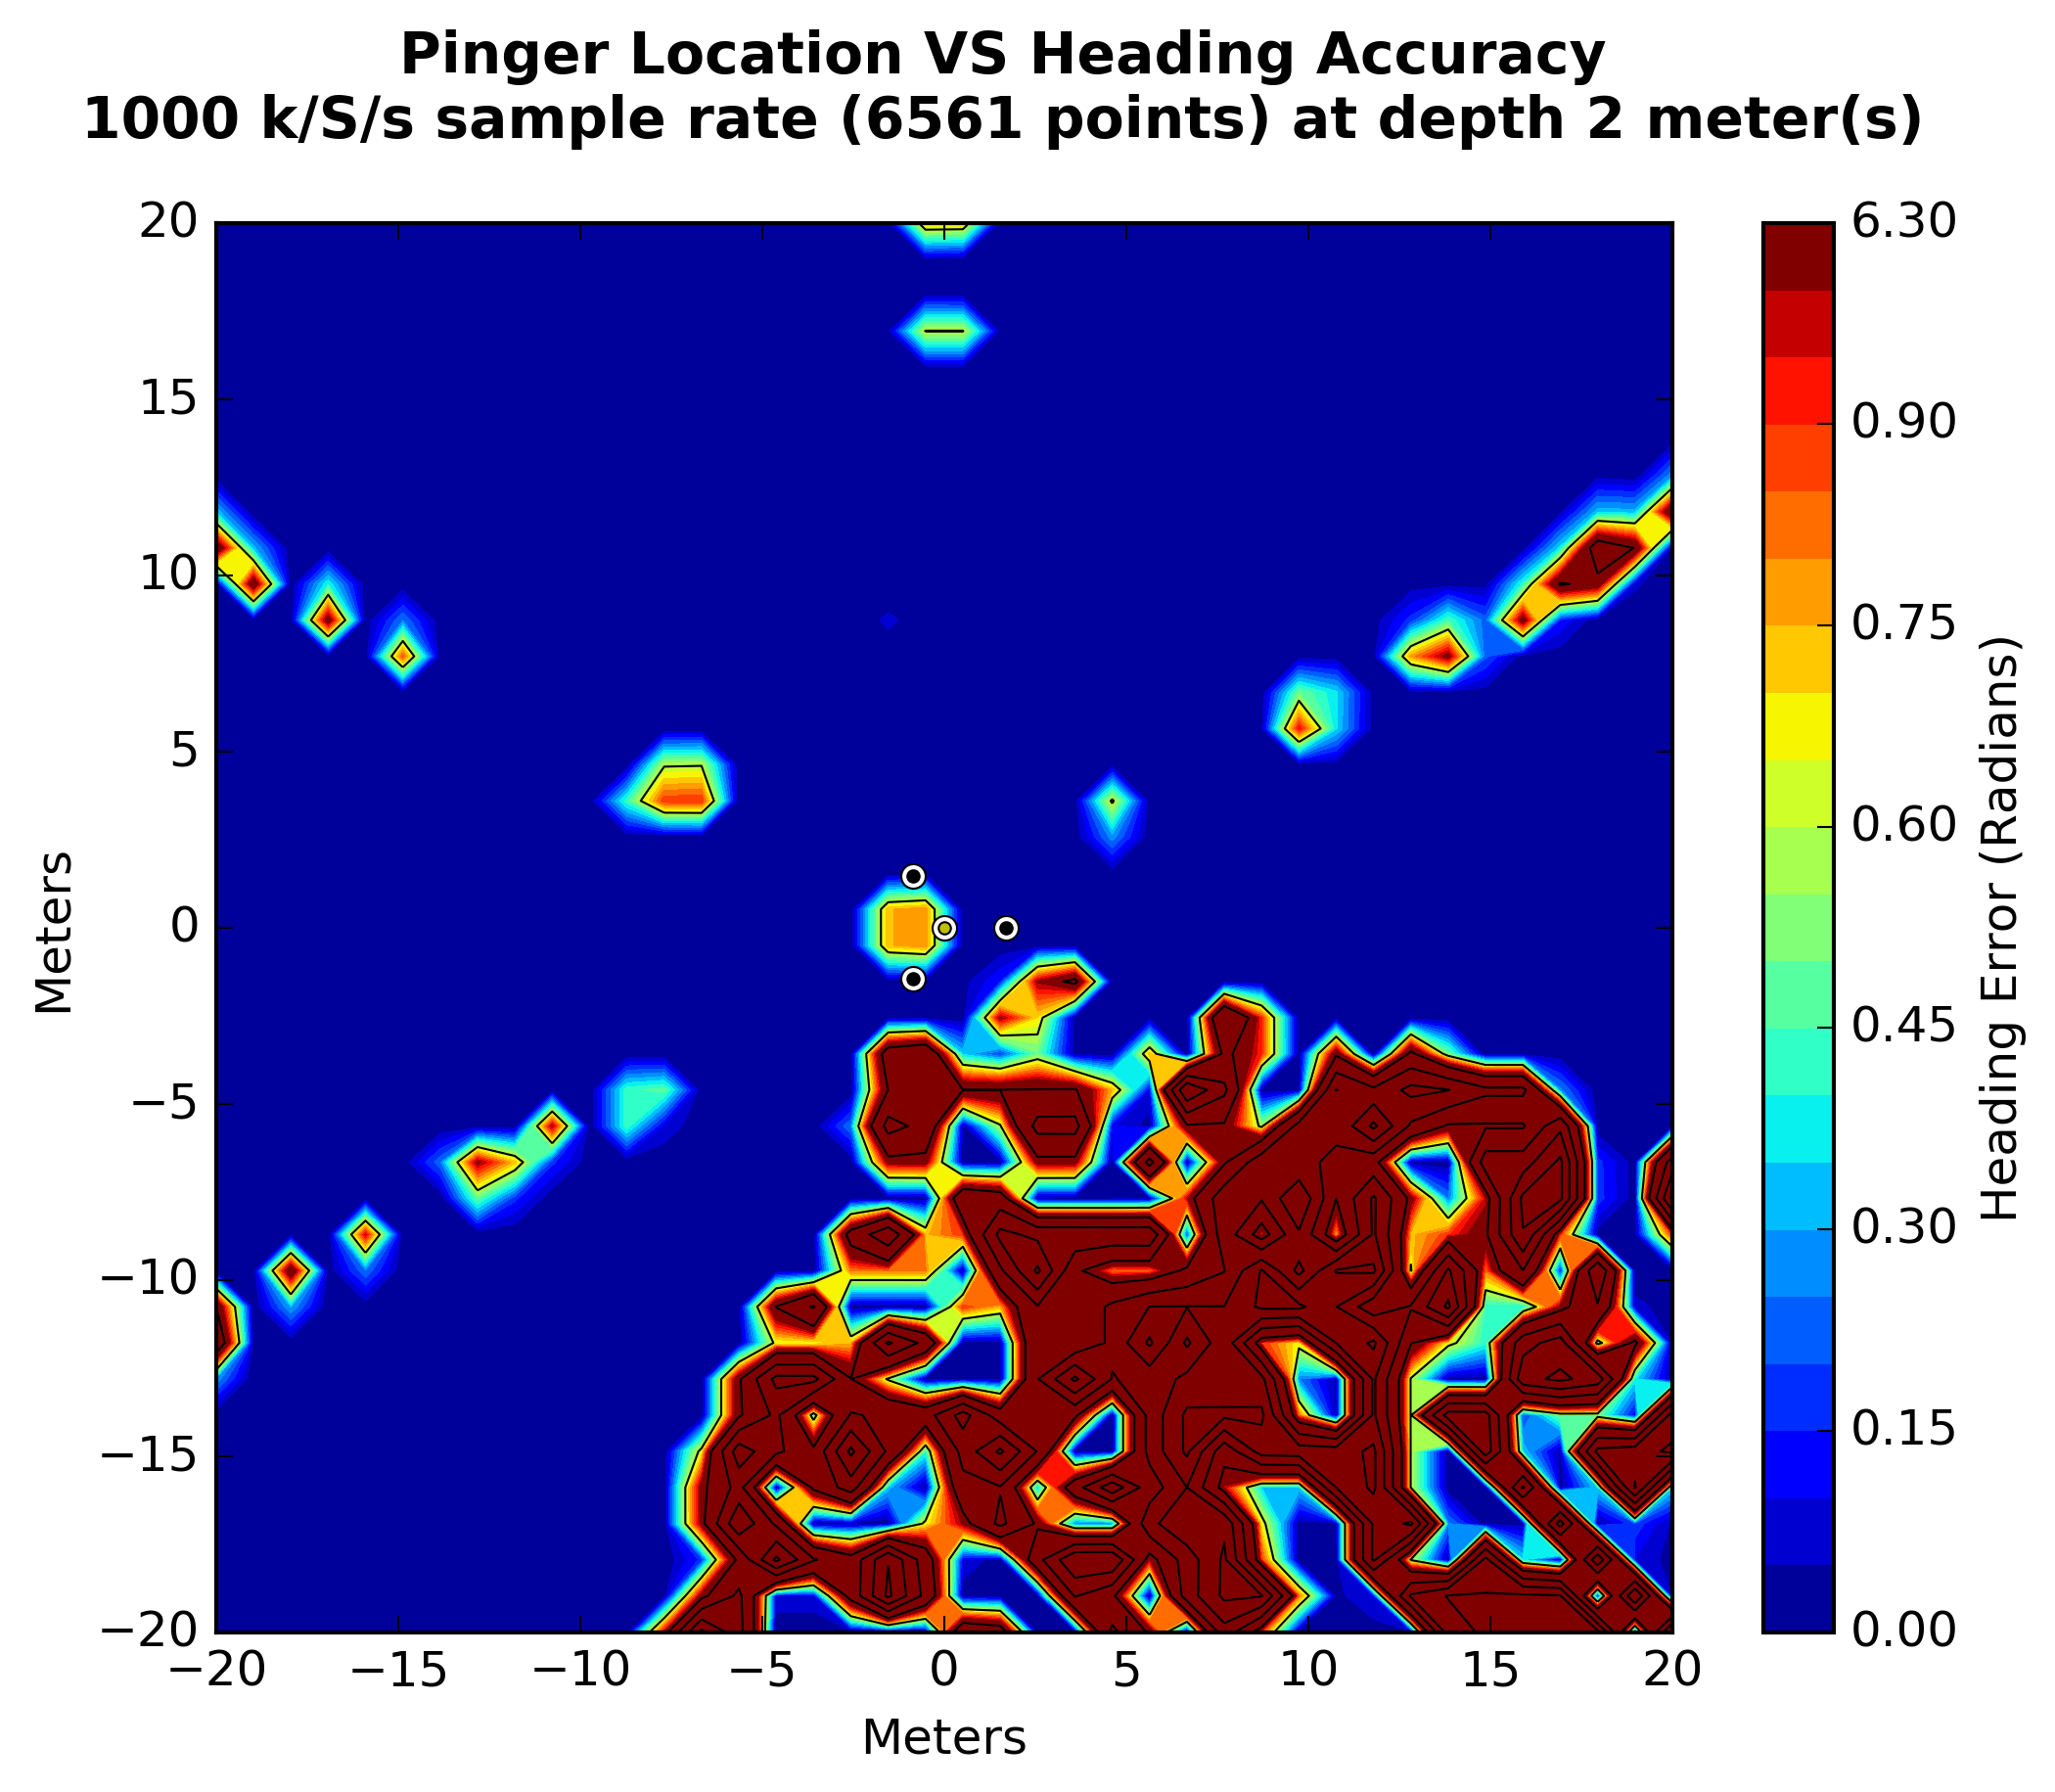 Pinger Location VS Heading Accuracy
1000 k/S/s sample rate (6561 points) at depth 2 meter(s)
20
15
10
5
0
−5
−10
−15
−20
Meters
−20 −15 −10 −5 0 5 10 15 20
Meters
6.30
0.90
0.75
0.60
0.45
0.30
0.15
0.00
Heading Error (Radians)